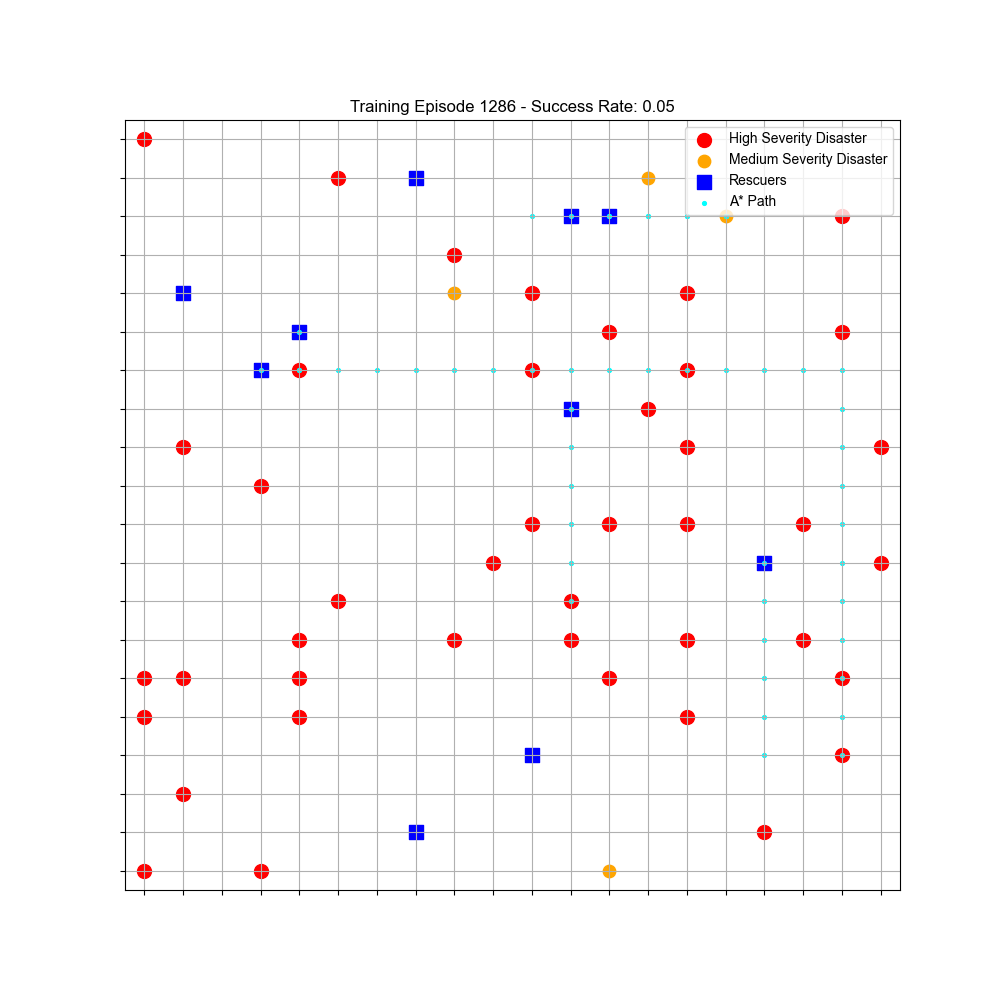 Training Episode 1286 - Success Rate: 0.05
High Severity Disaster
Medium Severity Disaster
Rescuers
A* Path